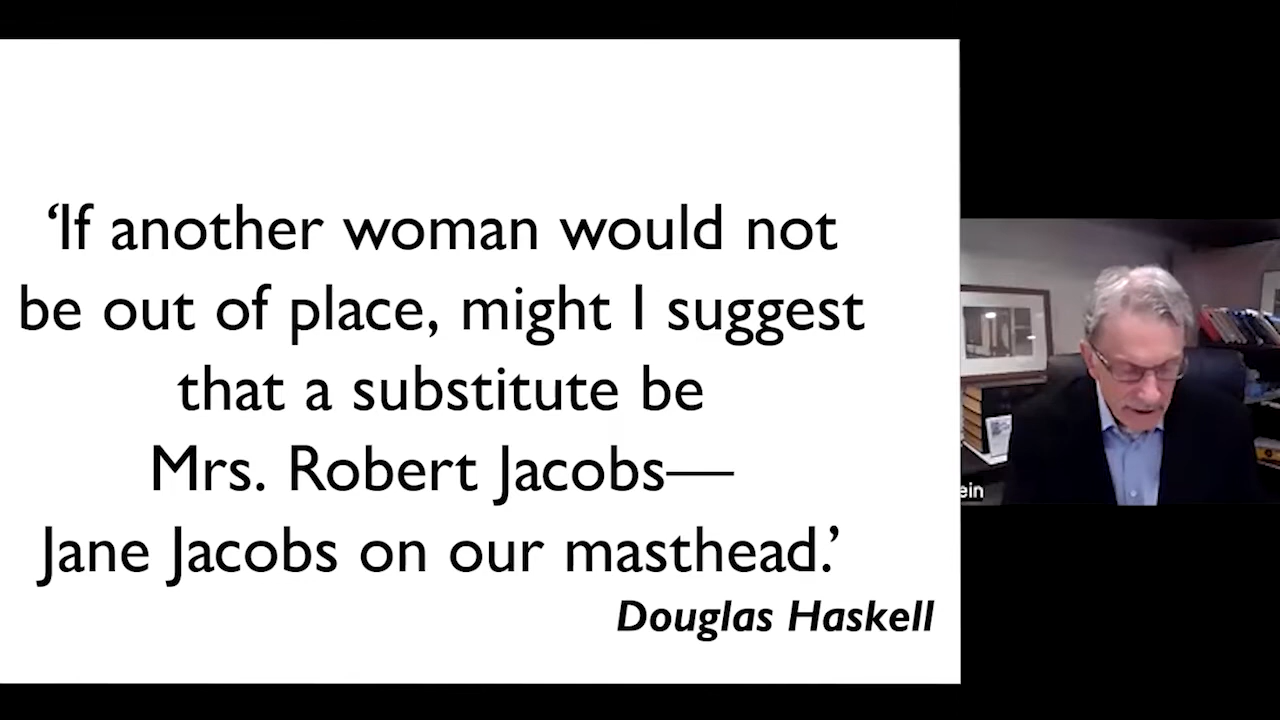 ‘If another woman would not
be out of place, might I suggest
that a substitute be
Mrs. Robert Jacobs—
Jane Jacobs on our masthead.’
Douglas Haskell
ein